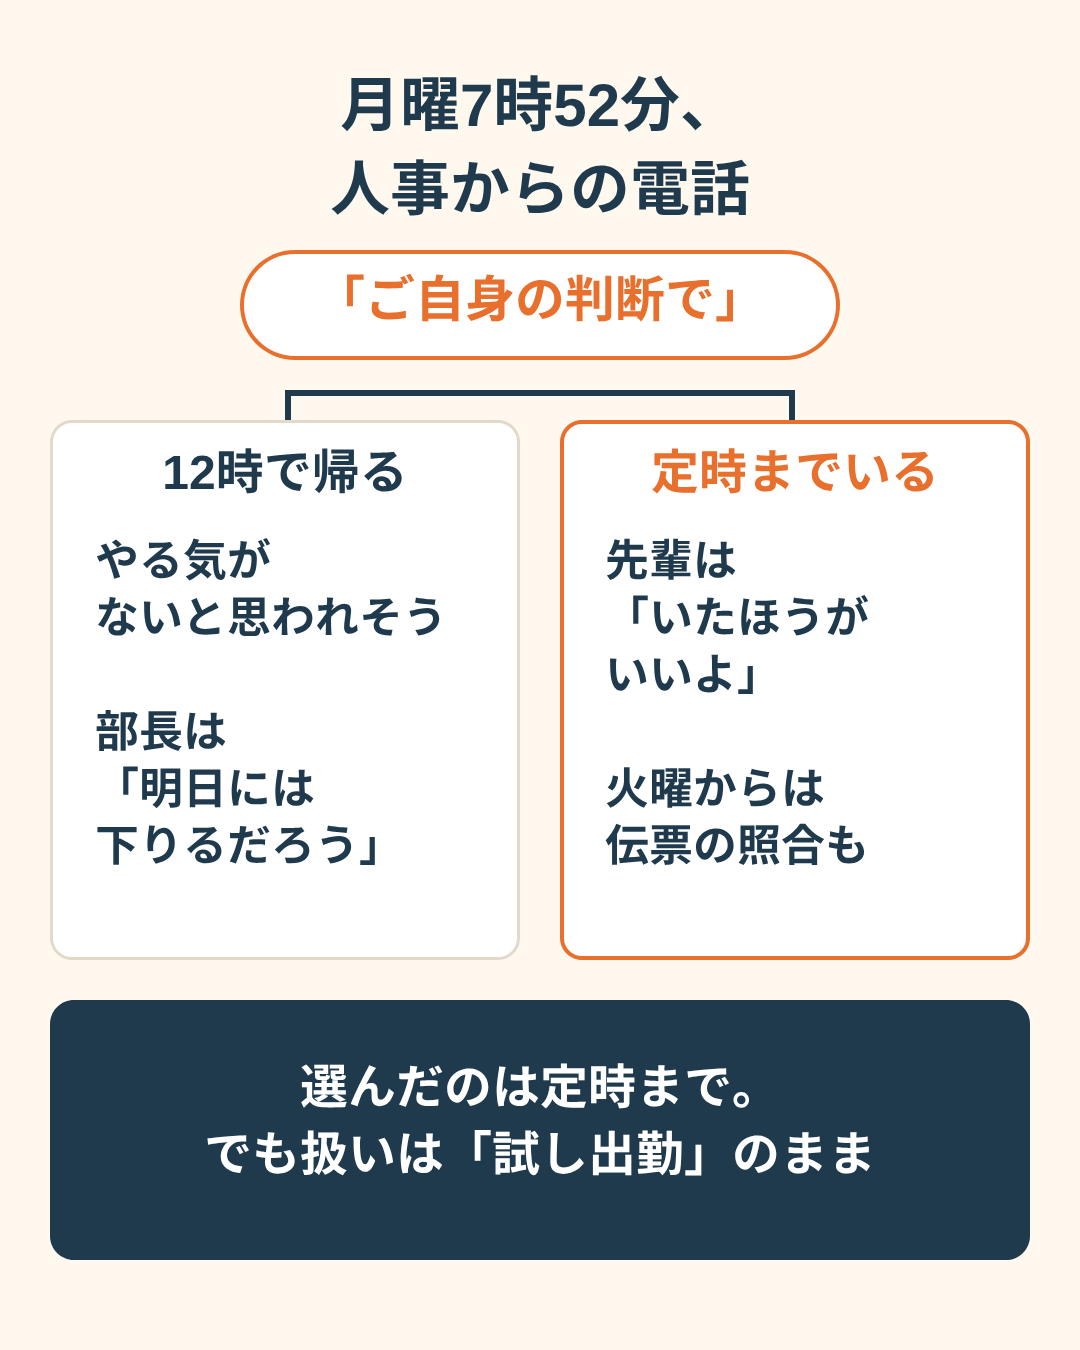 月曜7時52分、
人事からの電話
「ご自身の判断で」
12時で帰る
やる気が
ないと思われそう
部長は
「明日には
下りるだろう」
定時までいる
先輩は
「いたほうが
いいよ」
火曜からは
伝票の照合も
選んだのは定時まで。
でも扱いは「試し出勤」のまま